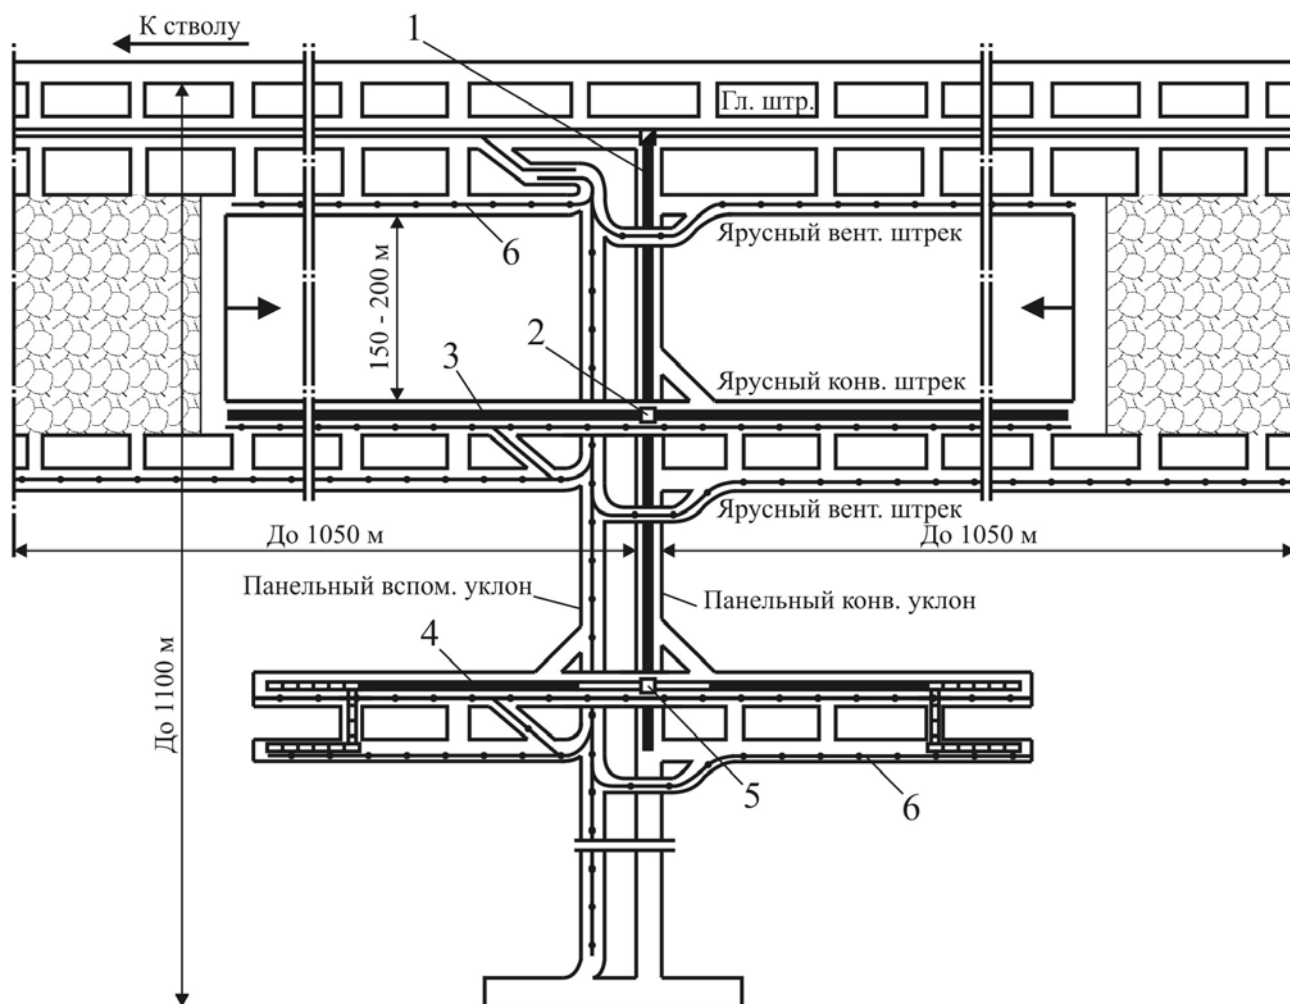 К стволу
1
Гл. штр.
6
Ярусный вент. штрек
150 - 200 м
2
3
Ярусный конв. штрек
Ярусный вент. штрек
До 1050 м
До 1050 м
Панельный вспом. уклон
Панельный конв. уклон
4
До 1100 м
5
6